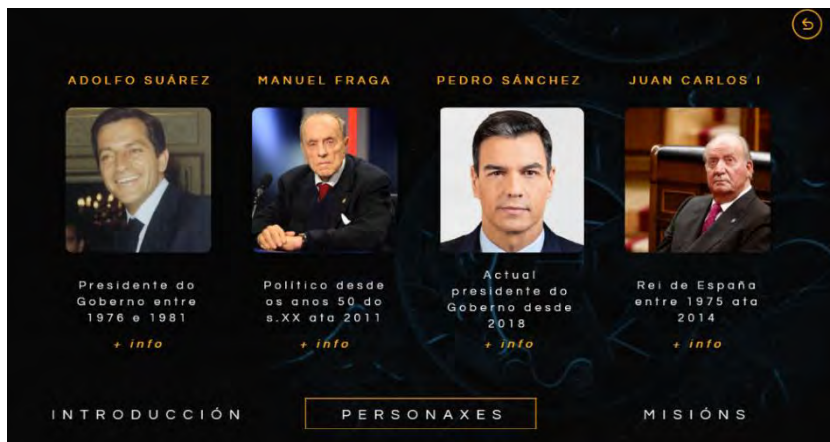 ADOLFO SUÁREZ
MANUEL FRAGA
PEDRO SÁNCHEZ
JUAN CARLOS I
Presidente do
Goberno entre
1976 e 1981
+ info
Político desde
os anos 50 do
s.XX ata 2011
+ info
Actual
presidente do
Goberno desde
2018
+ info
Rei de España
entre 1975 ata
2014
+ info
INTRODUCCIÓN
PERSONAXES
MISIÓNS